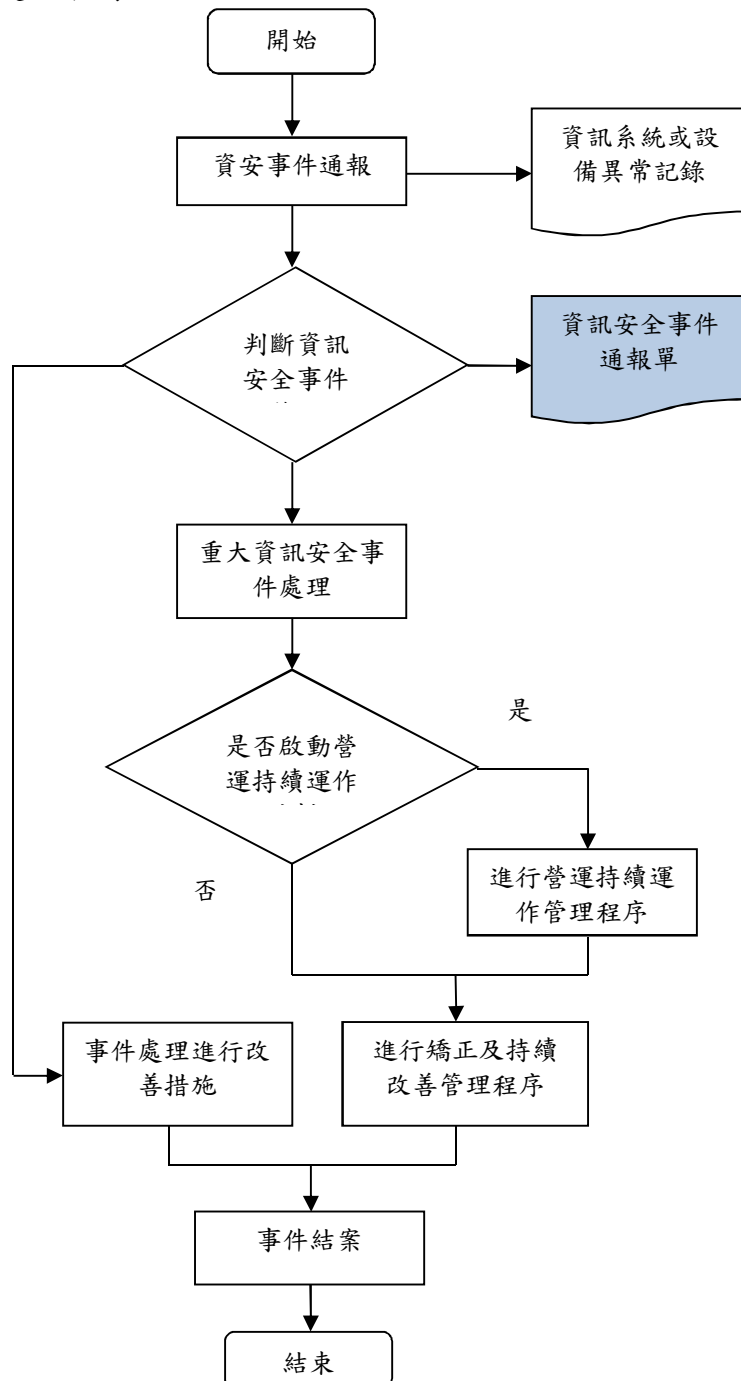 開始
資安事件通報
資訊系統或設
備異常記錄
判斷資訊
安全事件
資訊安全事件
通報單
重大資訊安全事
件處理
是
是否啟動營
運持續運作
否
進行營運持續運
作管理程序
事件處理進行改
善措施
進行矯正及持續
改善管理程序
事件結案
結束